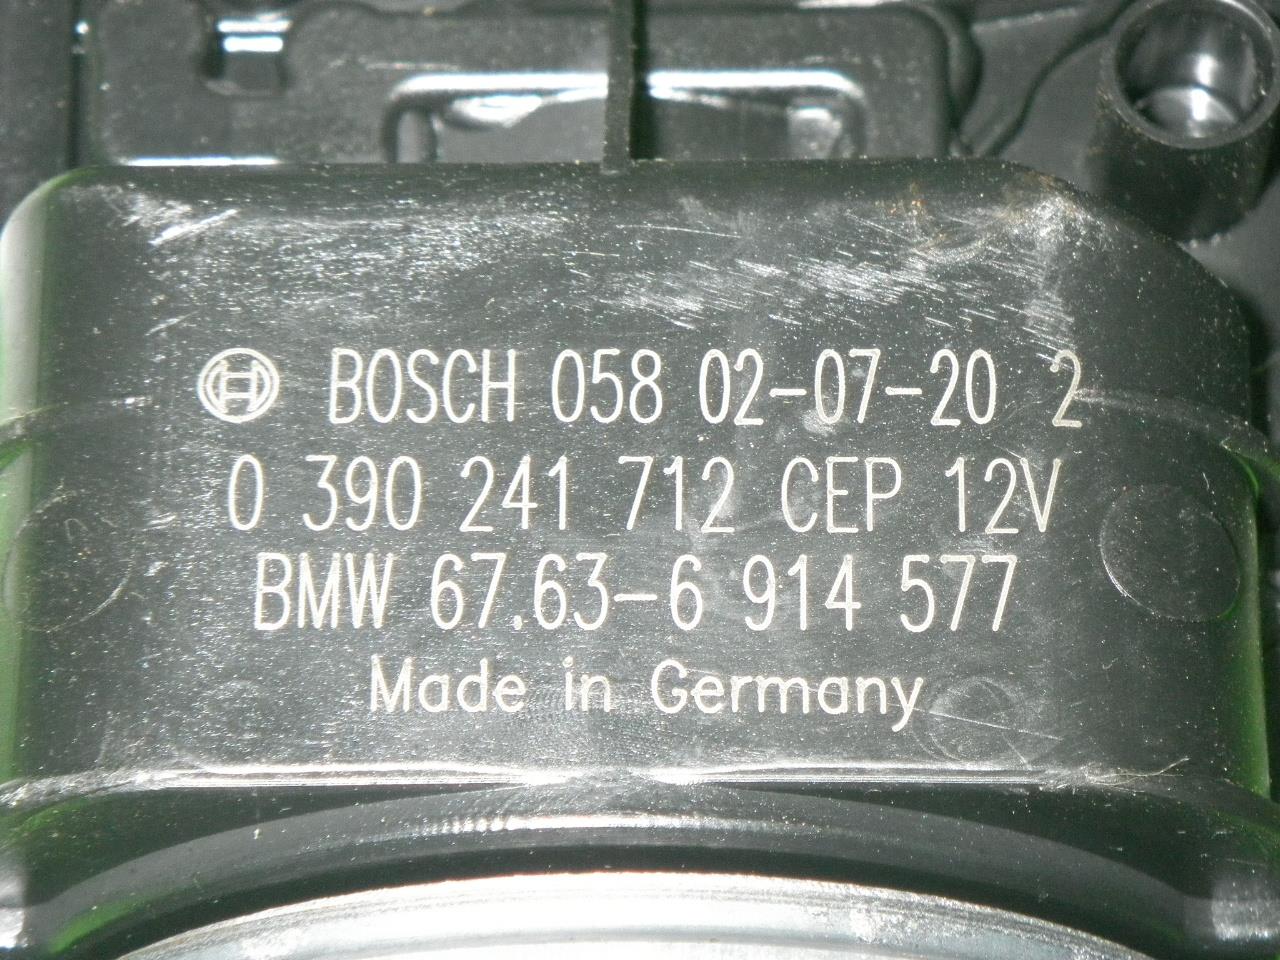 BOSCH 058 02-07-20 2
0 390 241 712 CEP 12V
BMW 67.63-6 914 577
Made in Germany